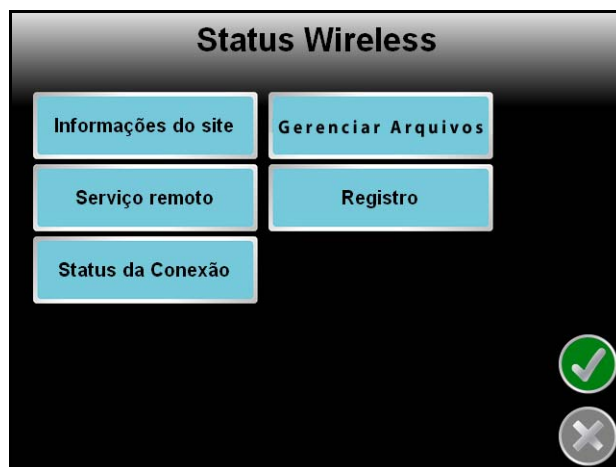 Status Wireless
Informações do site
Gerenciar Arquivos
Serviço remoto
Registro
Status da Conexão